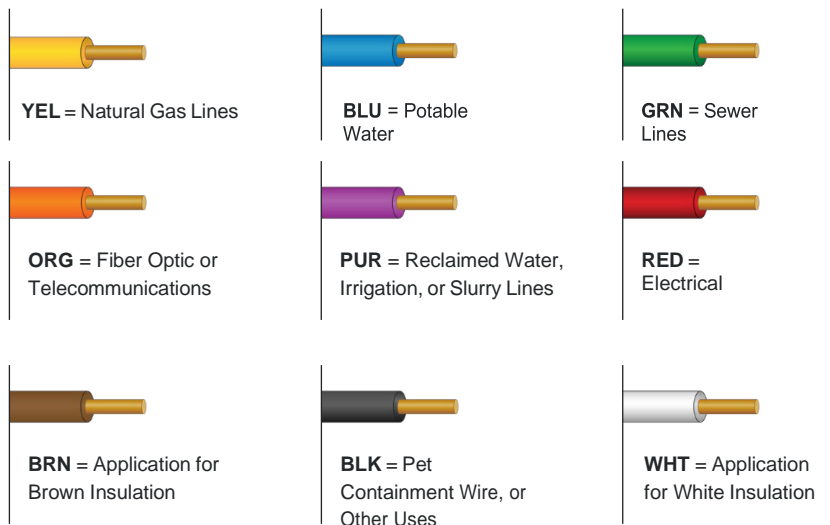 YEL = Natural Gas Lines
BLU = Potable
Water
GRN = Sewer
Lines
ORG = Fiber Optic or
Telecommunications
PUR = Reclaimed Water,
Irrigation, or Slurry Lines
RED =
Electrical
BRN = Application for
Brown Insulation
BLK = Pet
Containment Wire, or
Other Uses
WHT = Application
for White Insulation